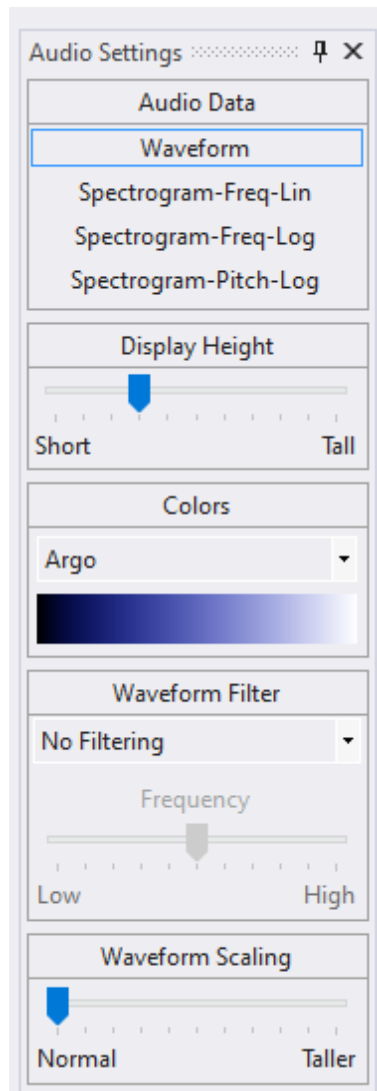 Audio Settings
Audio Data
Waveform
Spectrogram-Freq-Lin
Spectrogram-Freq-Log
Spectrogram-Pitch-Log
Display Height
Short Tall
Colors
Argo
Waveform Filter
No Filtering
Frequency
Low High
Waveform Scaling
Normal Taller